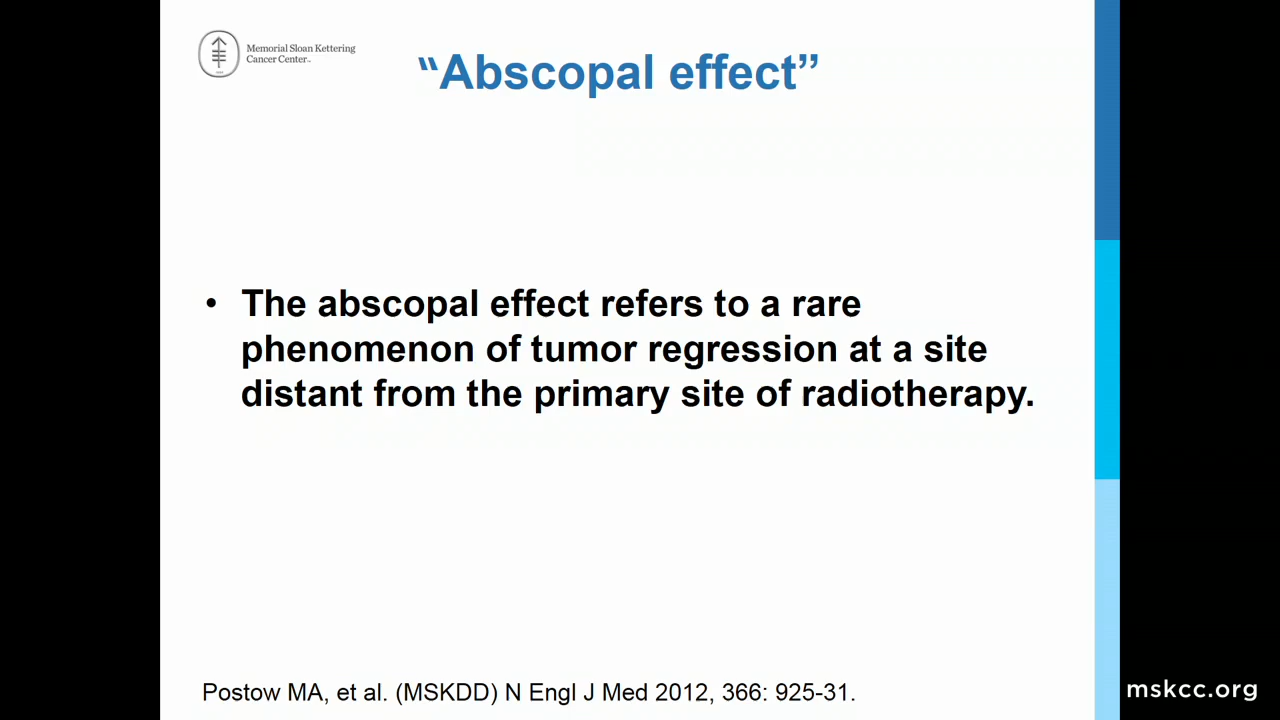 Memorial Sloan Kettering
Cancer Center™
“Abscopal effect”
• The abscopal effect refers to a rare
phenomenon of tumor regression at a site
distant from the primary site of radiotherapy.
Postow MA, et al. (MSKDD) N Engl J Med 2012, 366: 925-31.
mskcc.org